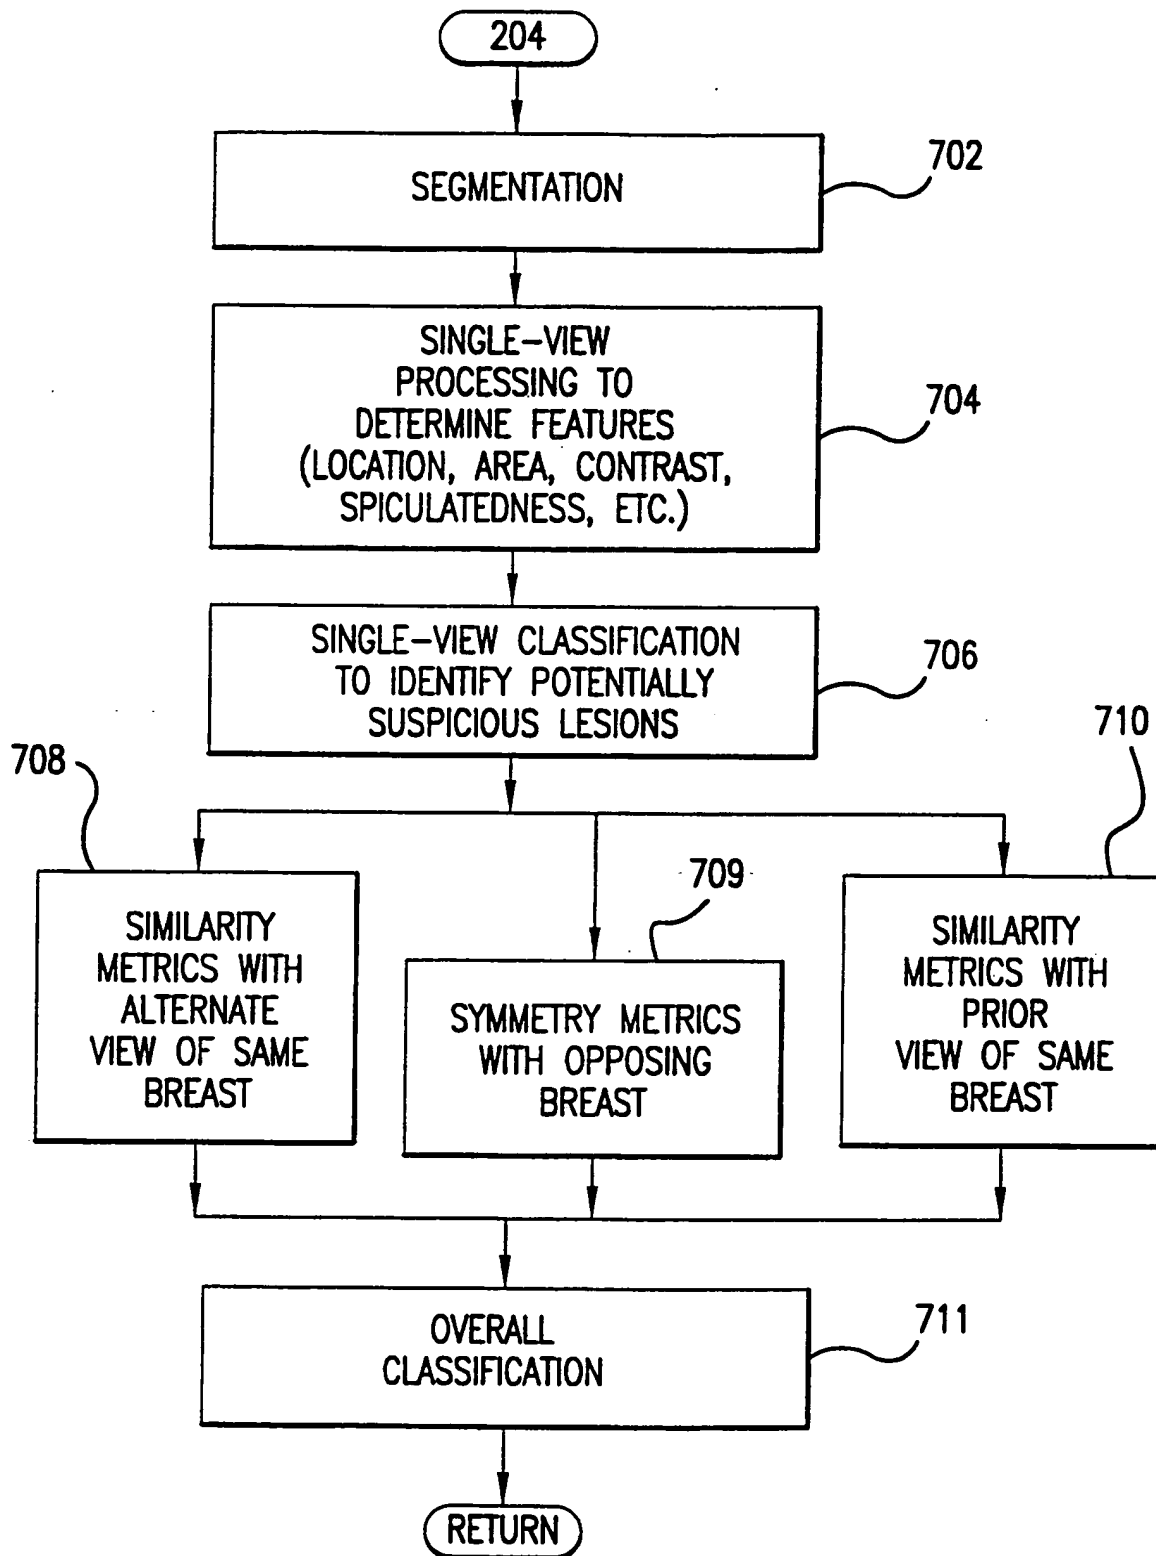 204
SEGMENTATION
702
SINGLE-VIEW
PROCESSING TO
DETERMINE FEATURES
(LOCATION, AREA, CONTRAST,
SPICULATEDNESS, ETC.)
704
SINGLE-VIEW CLASSIFICATION
TO IDENTIFY POTENTIALLY
SUSPICIOUS LESIONS
706
708
SIMILARITY
METRICS WITH
ALTERNATE
VIEW OF SAME
BREAST
709
SYMMETRY METRICS
WITH OPPOSING
BREAST
710
SIMILARITY
METRICS WITH
PRIOR
VIEW OF SAME
BREAST
OVERALL
CLASSIFICATION
711
RETURN